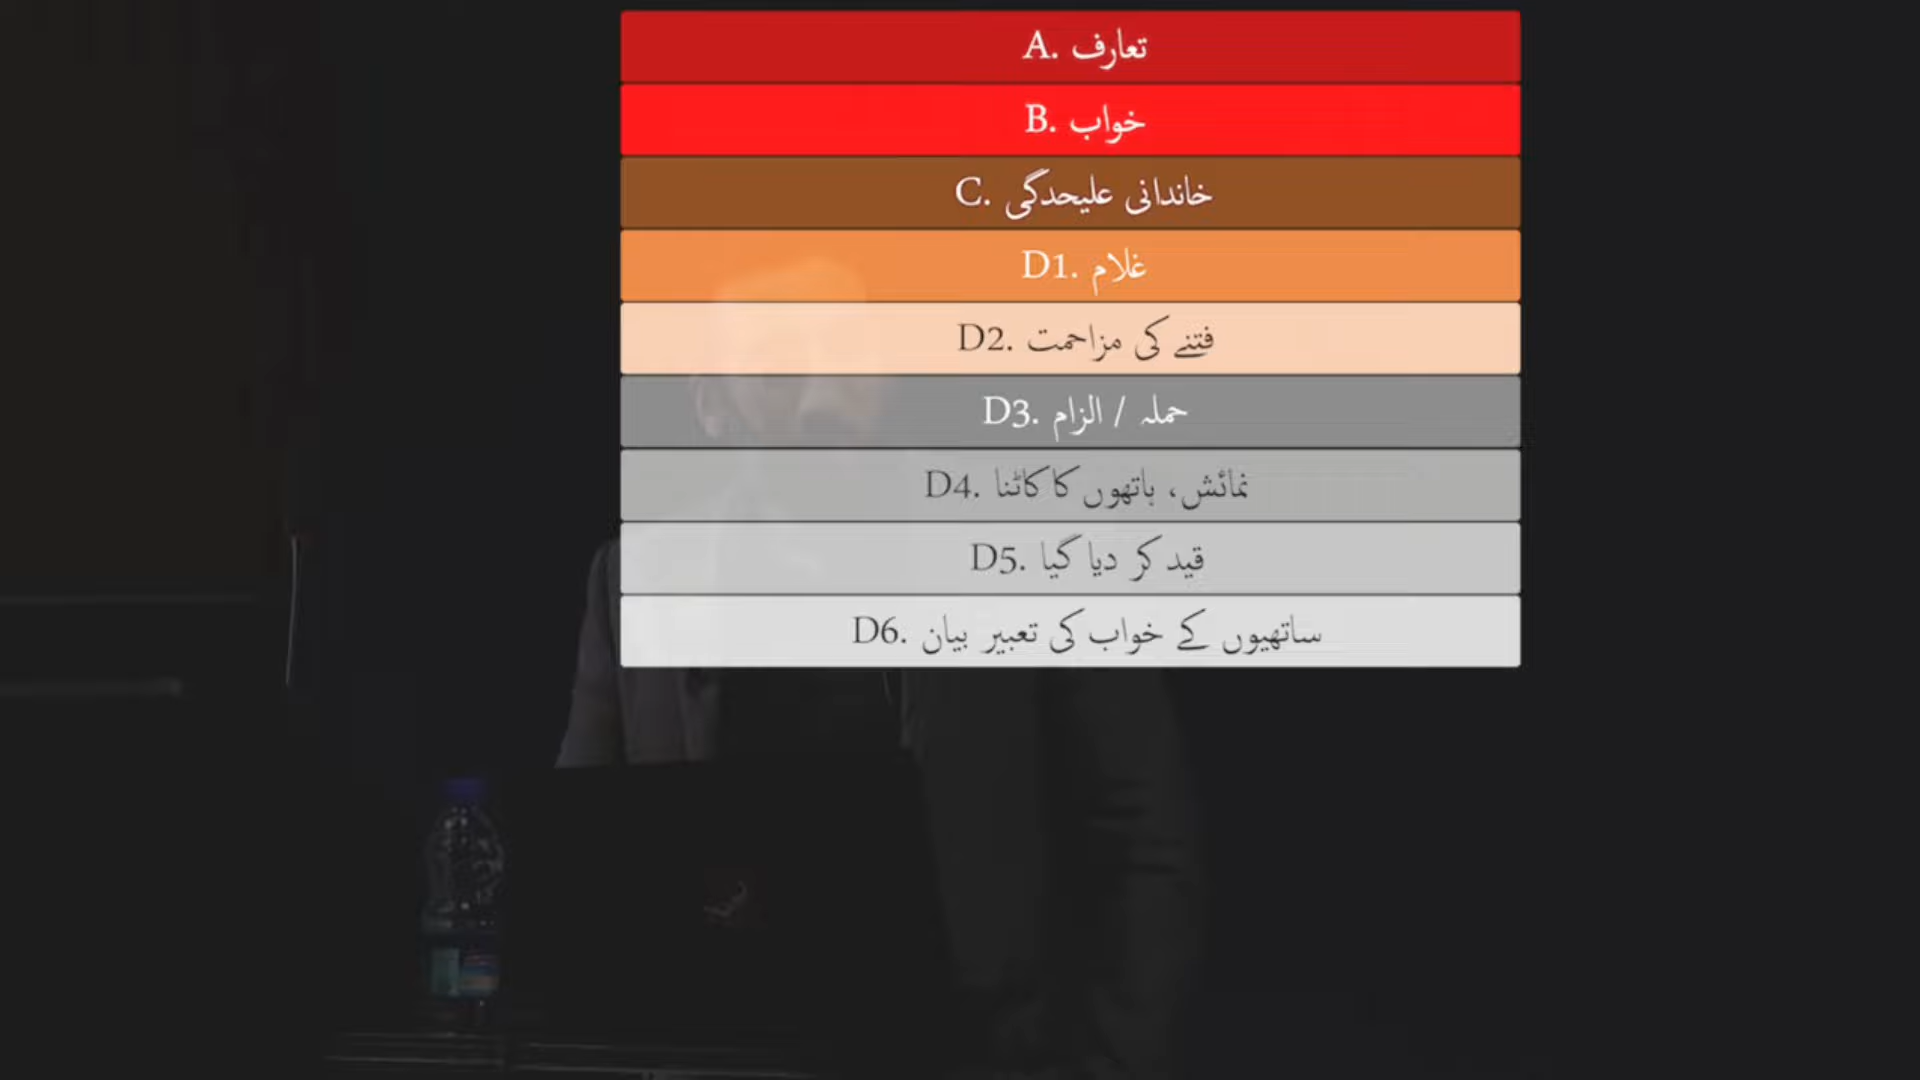 A. تعارف
B. خواب
C. خاندانی علیحدگی
D1. غلام
D2. فتنے کی مزاحمت
D3. حملہ / الزام
D4. نمائش، ہاتھوں کا کاٹنا
D5. قید کر دیا گیا
D6. ساتھیوں کے خواب کی تعبیر بیان